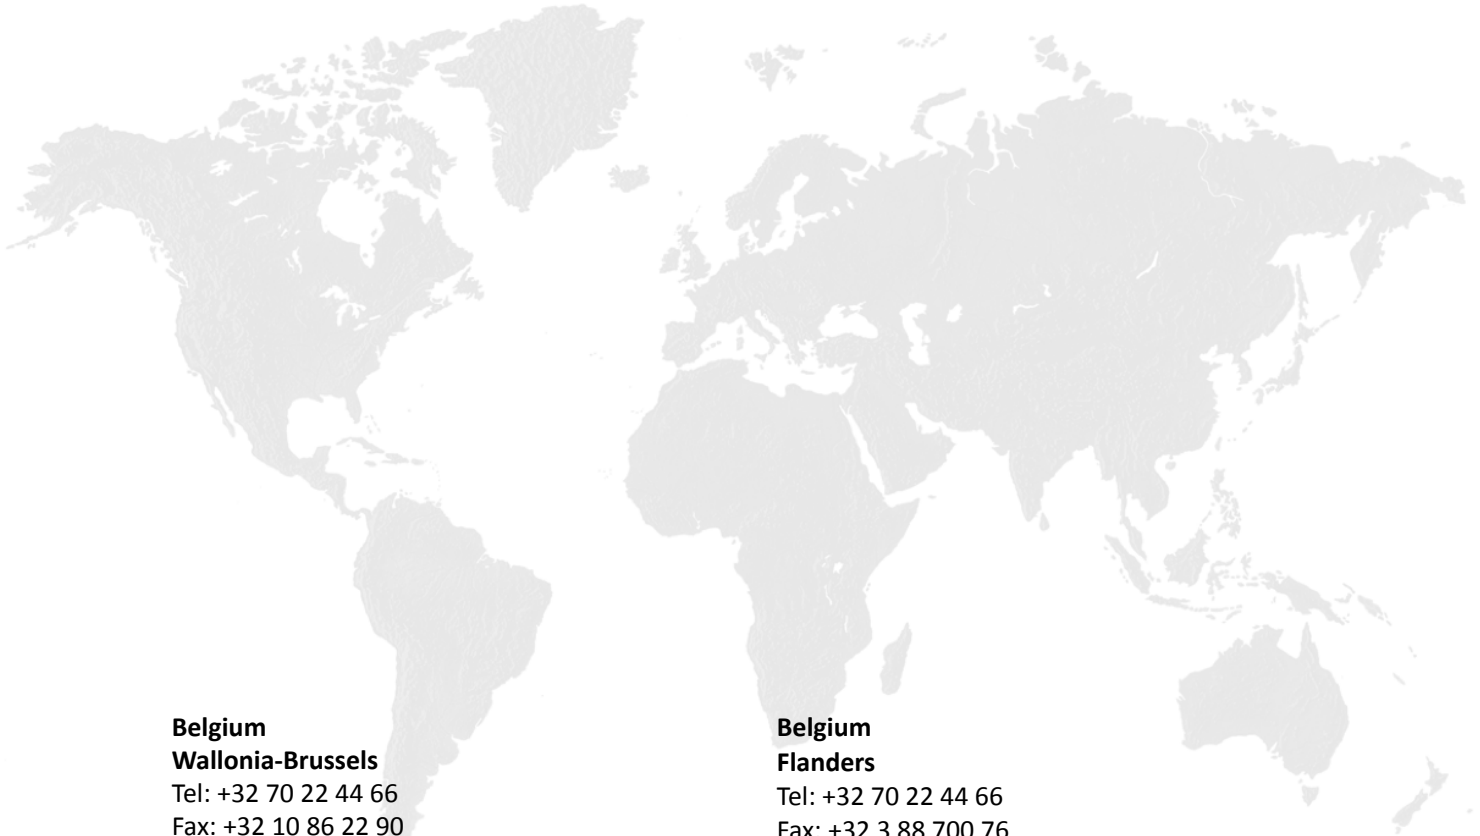 Belgium
Wallonia-Brussels
Tel: +32 70 22 44 66
Fax: +32 10 86 22 90
Belgium
Flanders
Tel: +32 70 22 44 66
Fax: +32 3 88 700 76